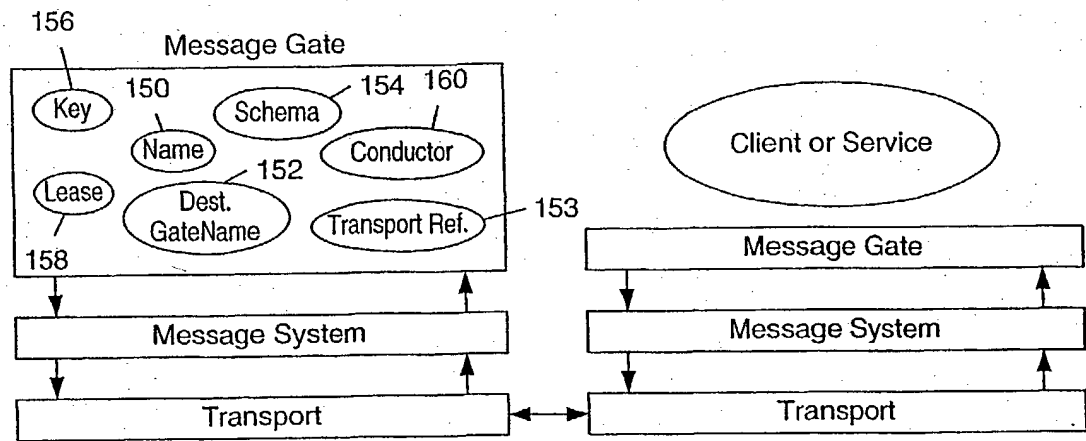 156
Message Gate
150
154
160
Key
Schema
Name
Conductor
Client or Service
152
Lease
Dest.
GateName
Transport Ref.
153
158
Message Gate
Message System
Message System
Transport
Transport